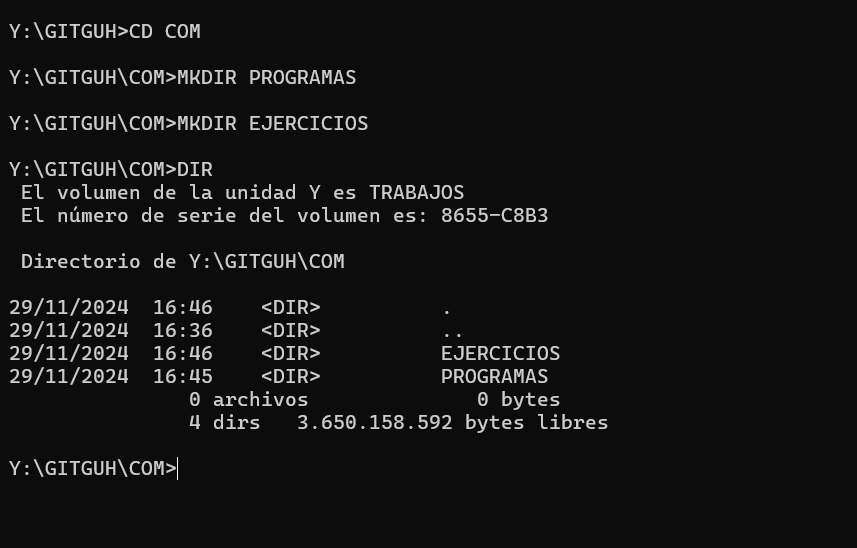 Y:\GITGUH>CD COM
Y:\GITGUH\COM>MKDIR PROGRAMAS
Y:\GITGUH\COM>MKDIR EJERCICIOS
Y:\GITGUH\COM>DIR
 El volumen de la unidad Y es TRABAJOS
 El número de serie del volumen es: 8655-C8B3
 Directorio de Y:\GITGUH\COM
29/11/2024  16:46    <DIR>          .
29/11/2024  16:36    <DIR>          ..
29/11/2024  16:46    <DIR>          EJERCICIOS
29/11/2024  16:45    <DIR>          PROGRAMAS
               0 archivos              0 bytes
               4 dirs   3.650.158.592 bytes libres
Y:\GITGUH\COM>